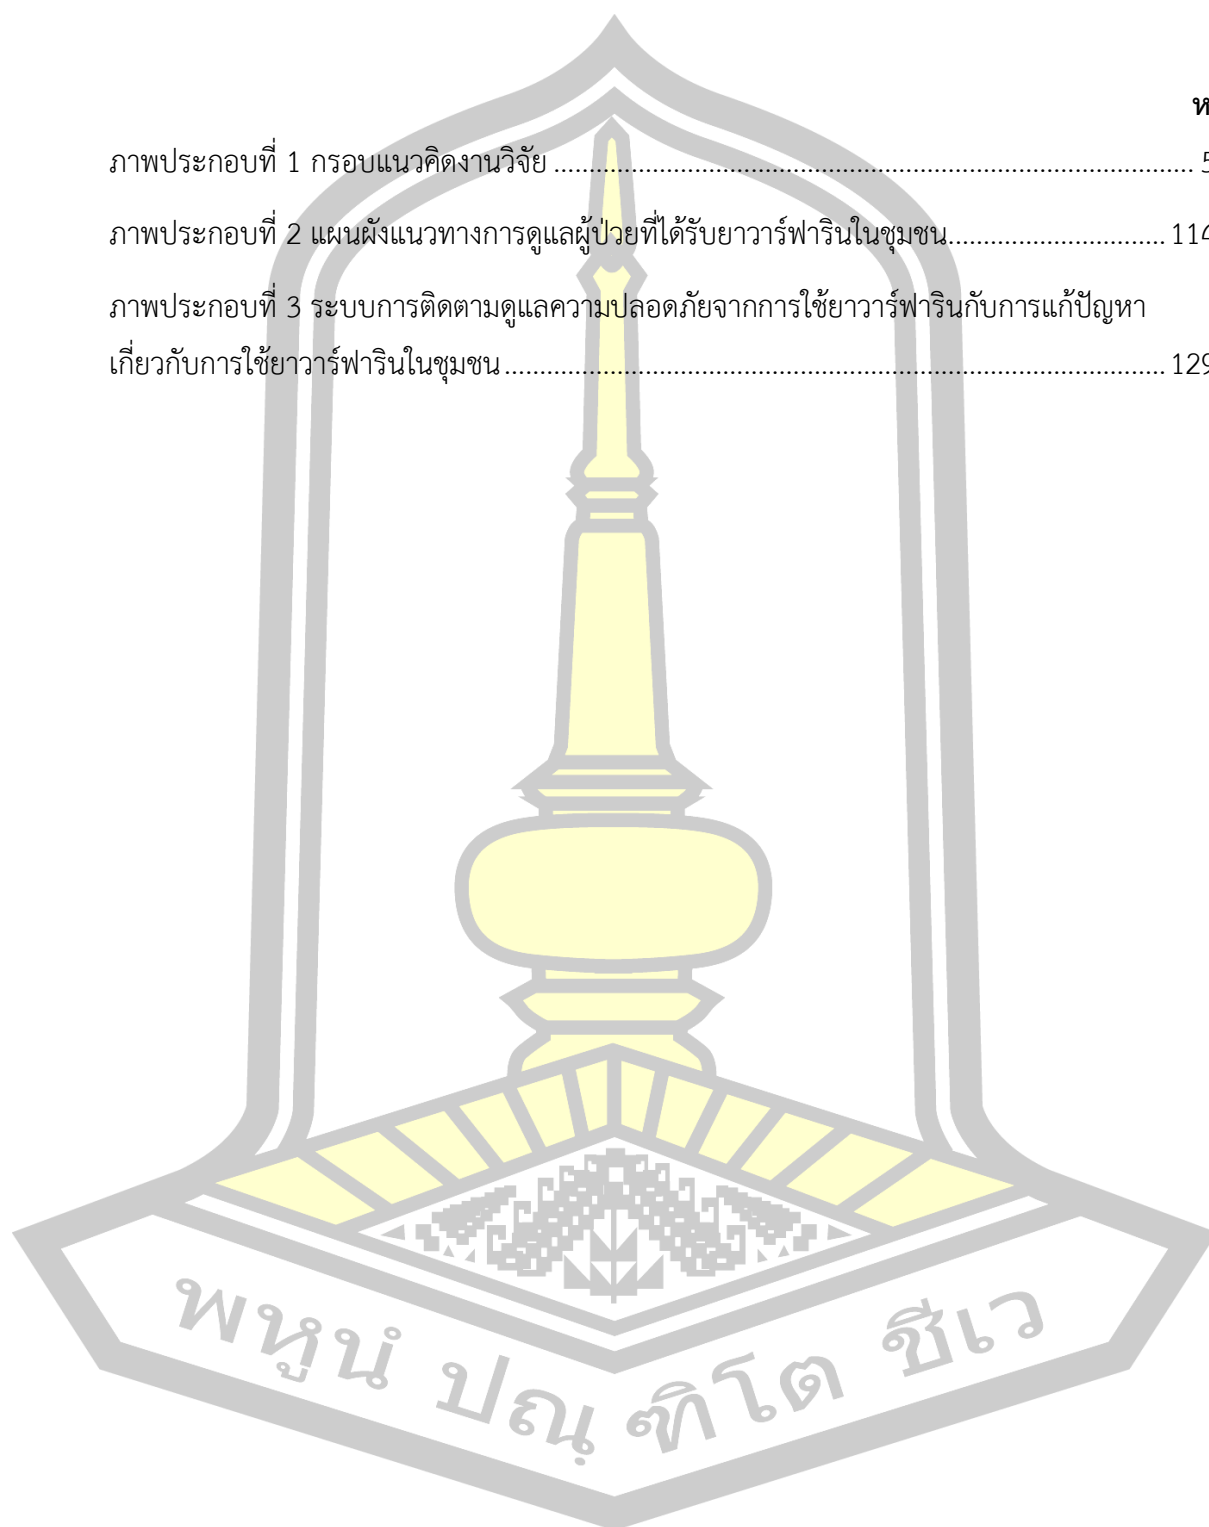 ห
ภาพประกอบที่ 1 กรอบแนวคิดงานวิจัย ........................................................................................... 5
ภาพประกอบที่ 2 แผนผังแนวทางการดูแลผู้ป่วยที่ได้รับยาวาร์ฟารินในชุมชน............................... 114
ภาพประกอบที่ 3 ระบบการติดตามดูแลความปลอดภัยจากการใช้ยาวาร์ฟารินกับการแก้ปัญหา
เกี่ยวกับการใช้ยาวาร์ฟารินในชุมชน .............................................................................................. 129
พหูนํ ปณฺฑิโต ชีเว